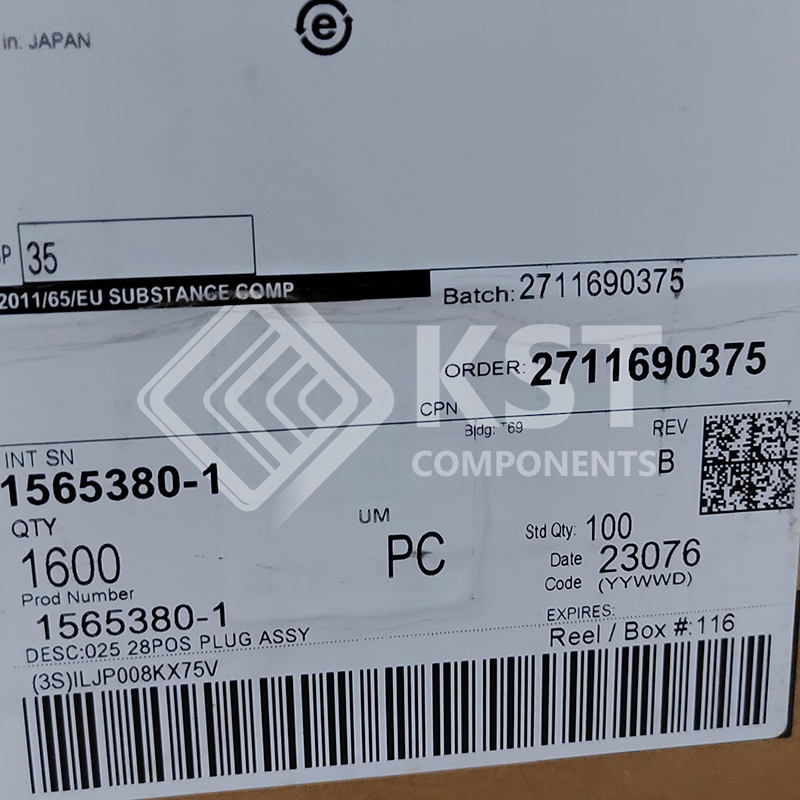 in: JAPAN
e
P 35
2011/65/EU SUBSTANCE COMP
Batch: 2711690375
ORDER: 2711690375
CPN
KST
COMPONENTS
Bldg: T69
REV
B
INT SN
1565380-1
QTY
1600
UM
PC
Std Qty: 100
Date 23076
Code (YYWWD)
Prod Number
1565380-1
EXPIRES:
DESC:025 28POS PLUG ASSY
Reel / Box #: 116
(3S)ILJP008KX75V